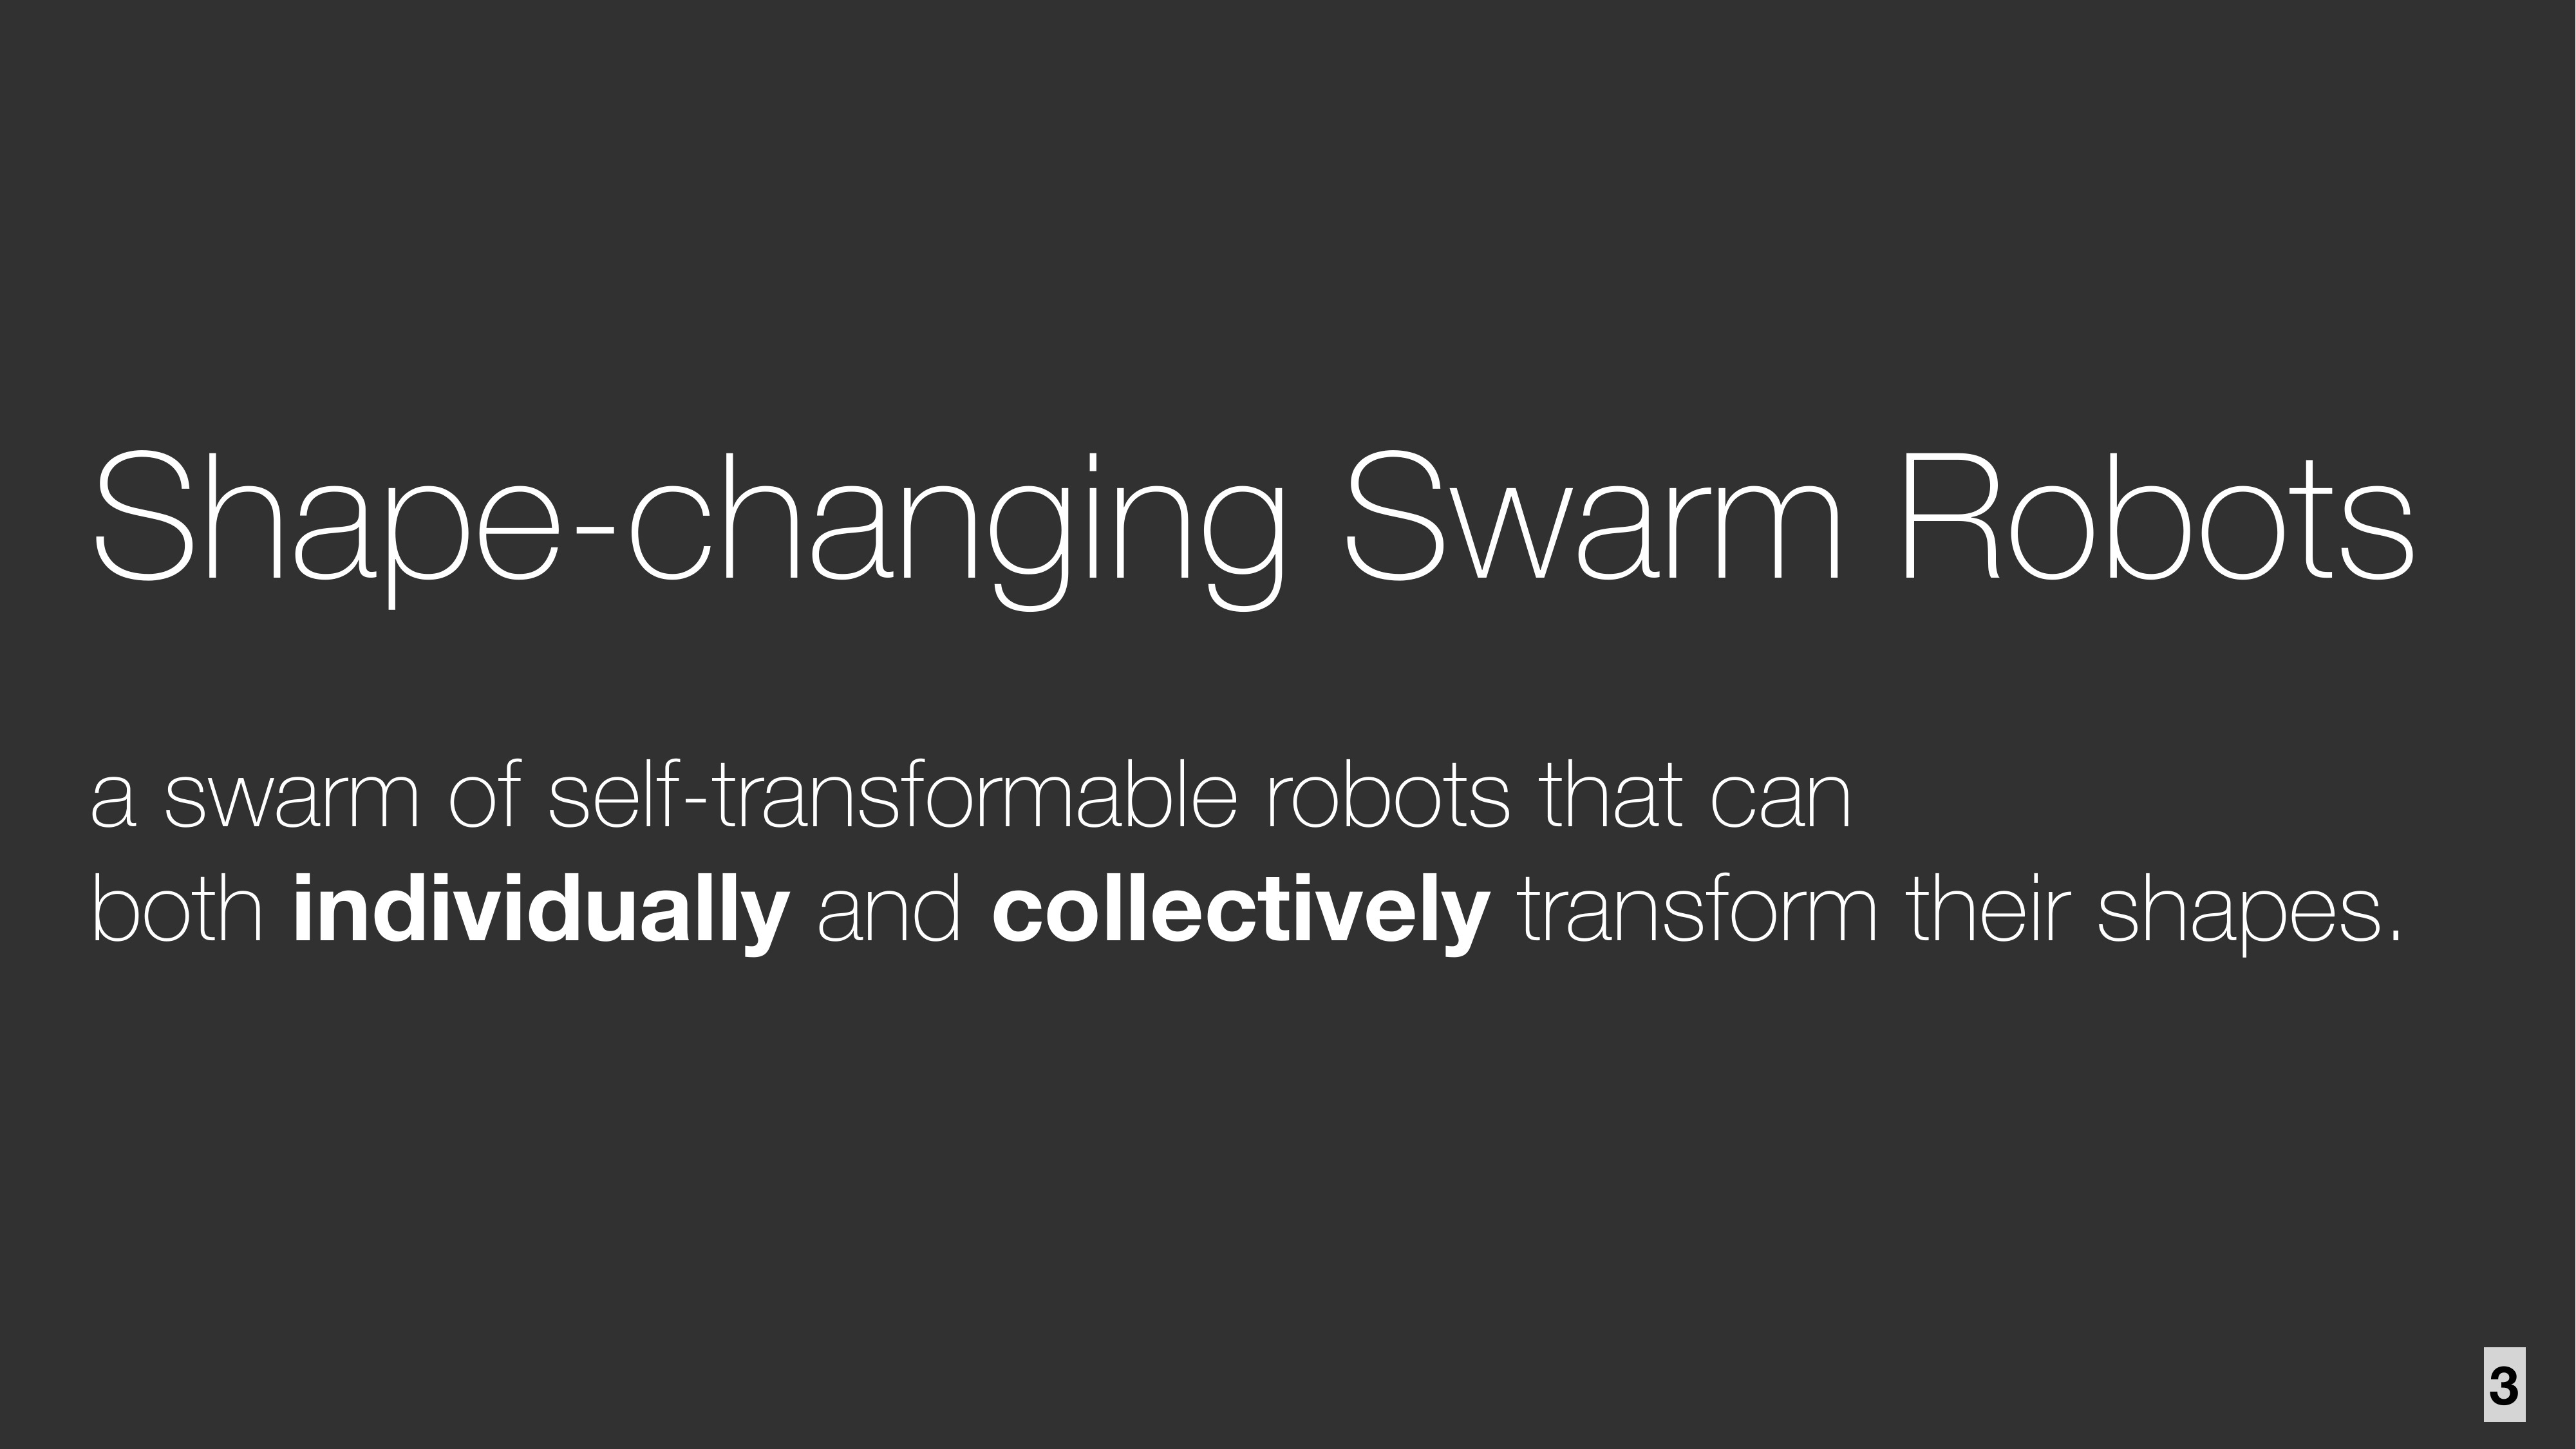 Shape-changing Swarm Robots
a swarm of self-transformable robots that can
both individually and collectively transform their shapes.
3